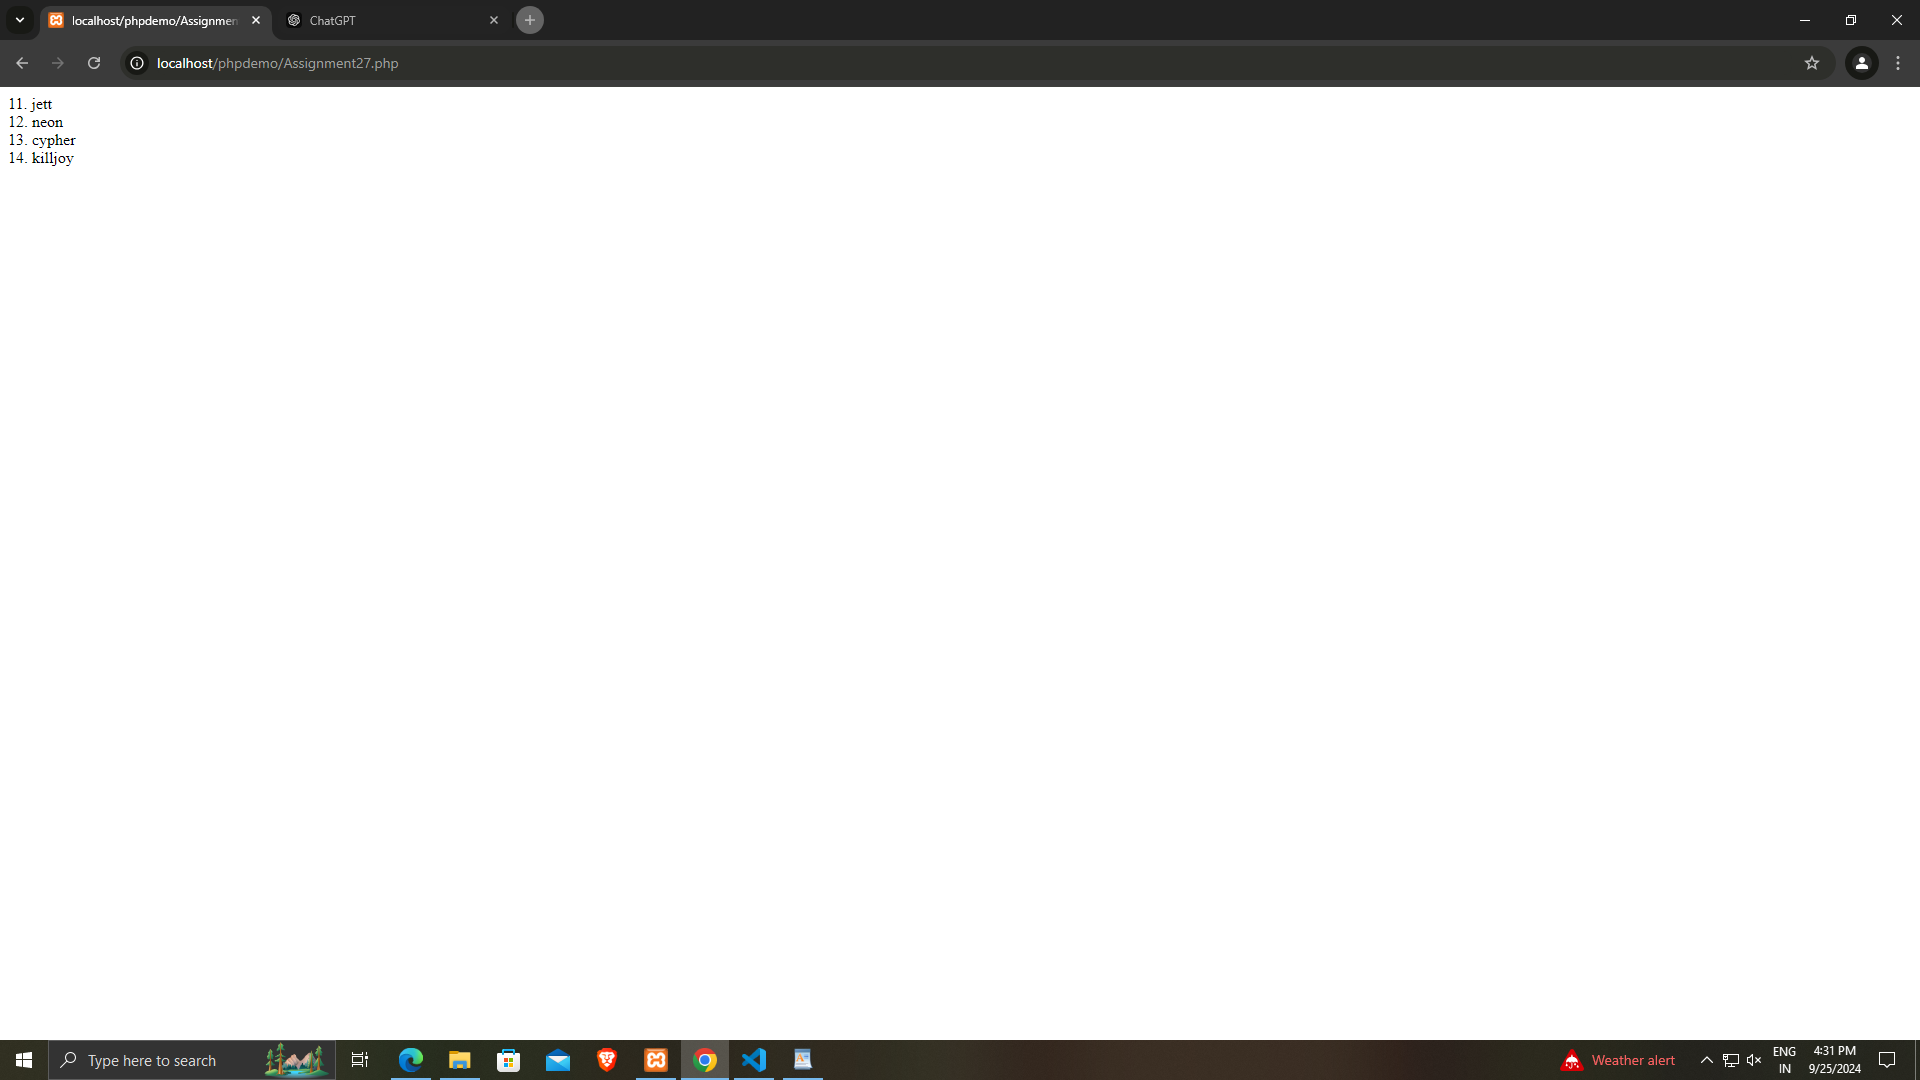 localhost/phpdemo/Assignmen
ChatGPT
localhost/phpdemo/Assignment27.php
11. jett
12. neon
13. cypher
14. killjoy
Type here to search
Weather alert
ENG
IN
4:31 PM
9/25/2024